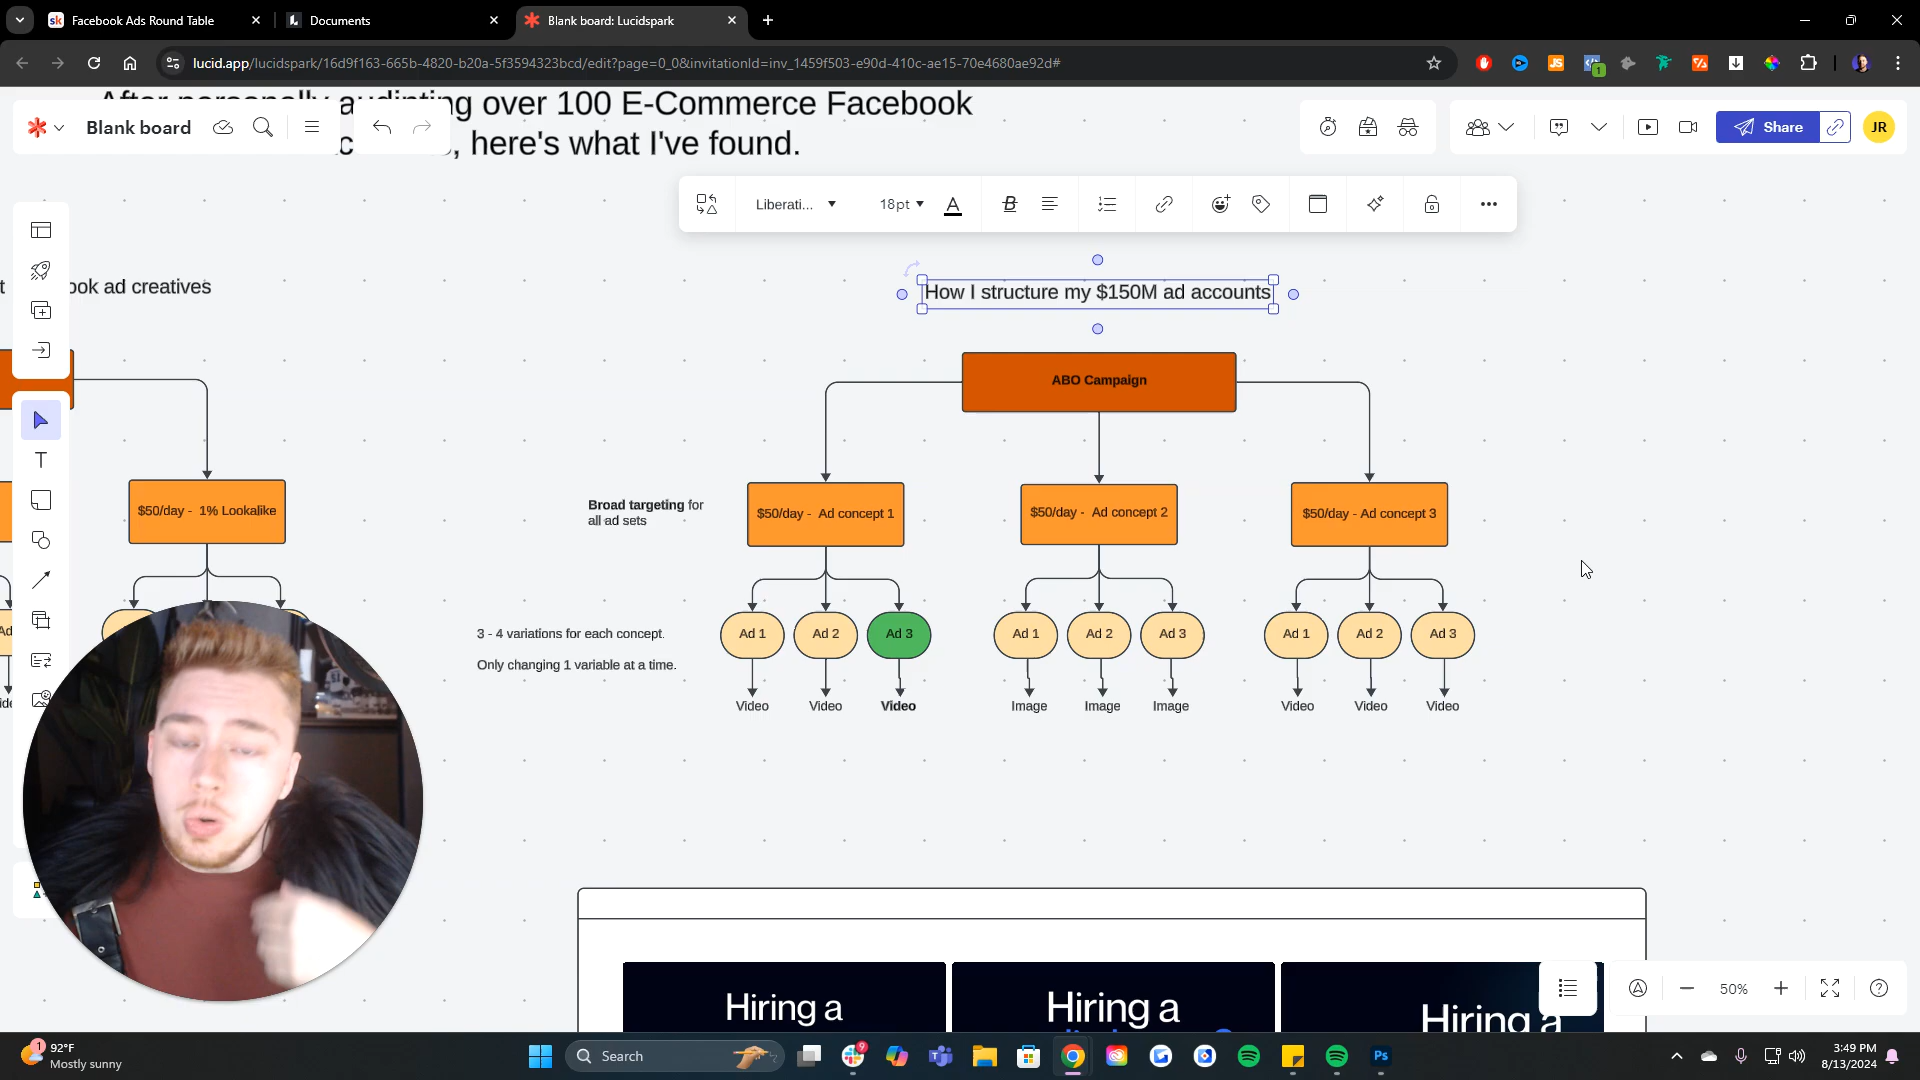 Facebook Ads Round Table
Documents
Blank board: Lucidspark
lucid.app/lucidspark/16d9f163-665b-4820-b20a-5f3594323bcd/edit?page=0_0&invitationId=inv_1459f503-e90d-410c-ae15-70e4680ae92d#
After personally audinting over 100 E-Commerce Facebook
, here's what I've found.
Blank board
Share
JR
Liberati...
18pt
ook ad creatives
How I structure my $150M ad accounts
ABO Campaign
$50/day - 1% Lookalike
Broad targeting for
all ad sets
$50/day - Ad concept 1
$50/day - Ad concept 2
$50/day - Ad concept 3
3 - 4 variations for each concept.
Only changing 1 variable at a time.
Ad 1
Ad 2
Ad 3
Ad 1
Ad 2
Ad 3
Ad 1
Ad 2
Ad 3
Video
Video
Video
Image
Image
Image
Video
Video
Video
Hiring a
Hiring a
Hiring a
50%
92°F
Mostly sunny
Search
3:49 PM
8/13/2024